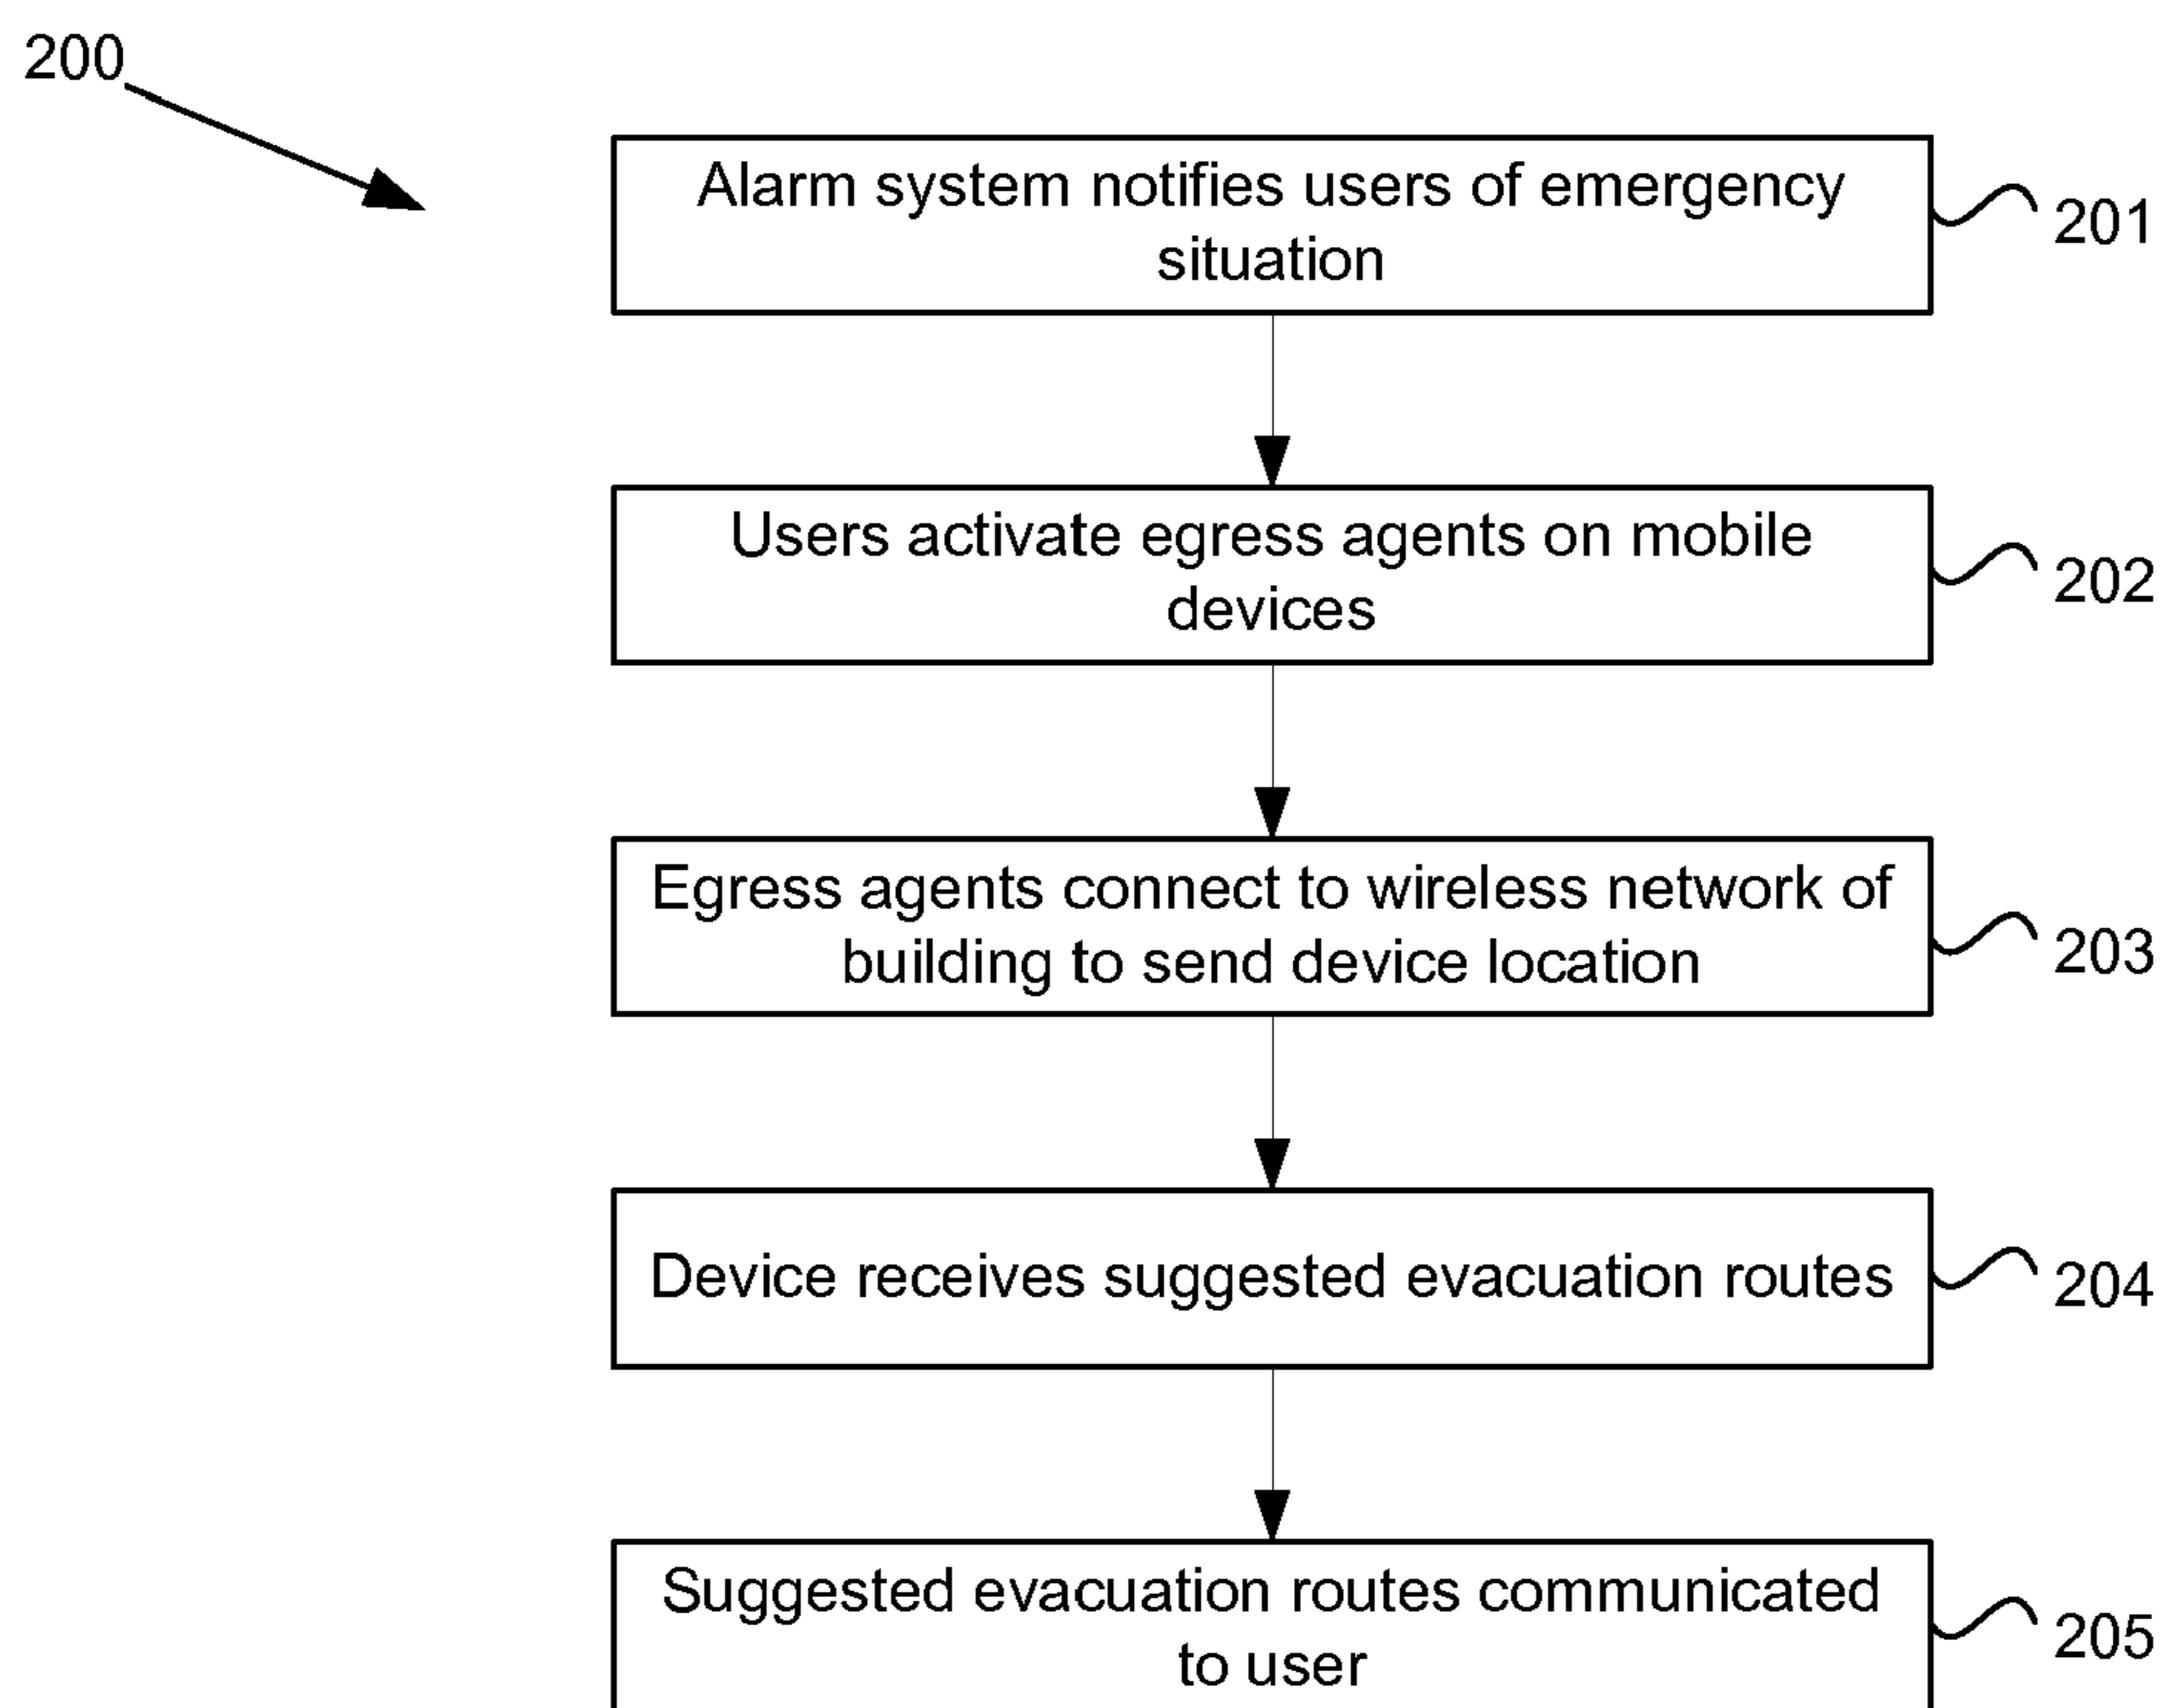 200
Alarm system notifies users of emergency
situation
201
Users activate egress agents on mobile
devices
202
Egress agents connect to wireless network of
building to send device location
203
Device receives suggested evacuation routes
204
Suggested evacuation routes communicated
to user
205